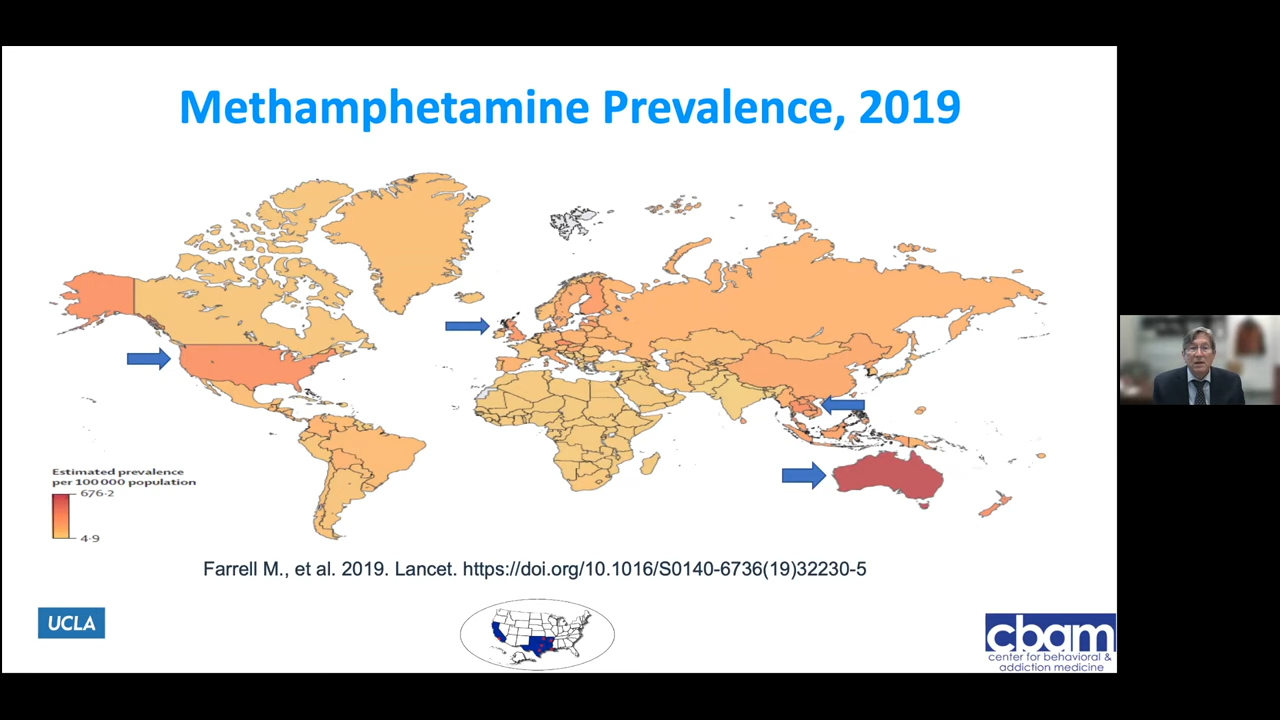 Methamphetamine Prevalence, 2019
Estimated prevalence
per 100 000 population
676·2
4·9
Farrell M., et al. 2019. Lancet. https://doi.org/10.1016/S0140-6736(19)32230-5
UCLA
cbam
center for behavioral &
addiction medicine